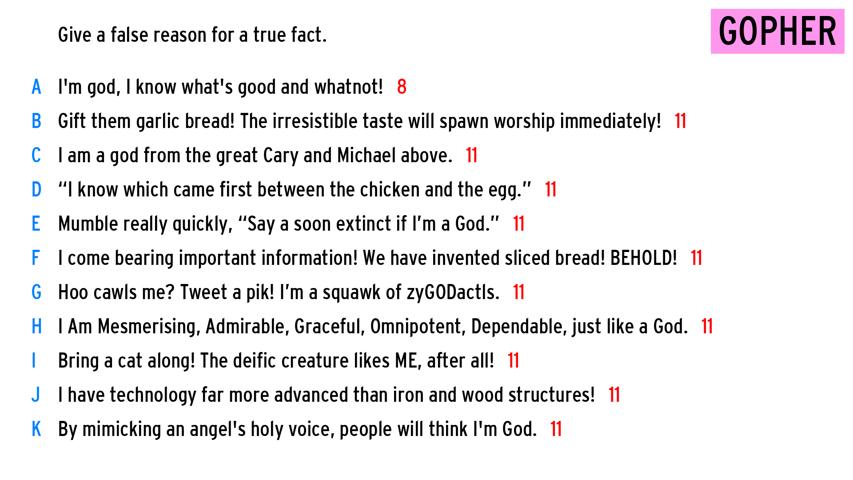 Give a false reason for a true fact.
GOPHER
A I'm god, I know what's good and whatnot! 8
B Gift them garlic bread! The irresistible taste will spawn worship immediately! 11
C I am a god from the great Cary and Michael above. 11
D “I know which came first between the chicken and the egg.” 11
E Mumble really quickly, “Say a soon extinct if I’m a God.” 11
F I come bearing important information! We have invented sliced bread! BEHOLD! 11
G Hoo cawls me? Tweet a pik! I’m a squawk of zyGODactls. 11
H I Am Mesmerising, Admirable, Graceful, Omnipotent, Dependable, just like a God. 11
I Bring a cat along! The deific creature likes ME, after all! 11
J I have technology far more advanced than iron and wood structures! 11
K By mimicking an angel's holy voice, people will think I'm God. 11